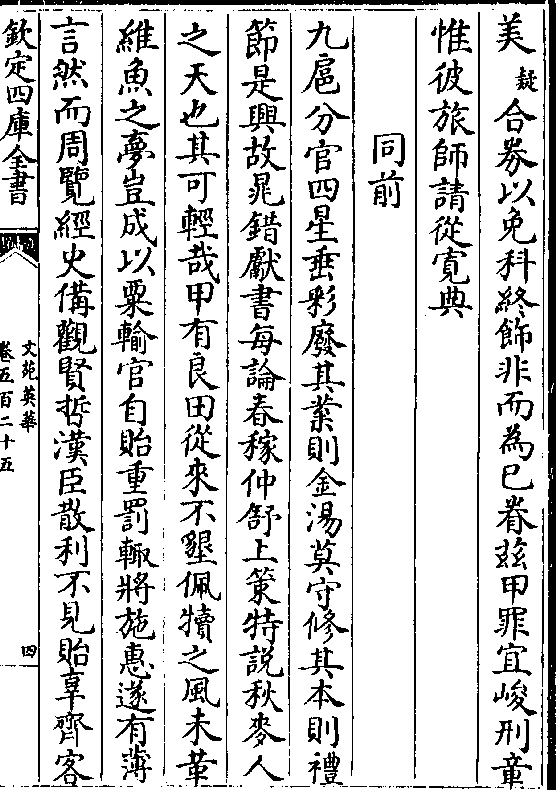 美疑合劵以免科終飾非而為巳眷兹甲罪宜峻刑章
惟彼旅師請從寛典
同前
九扈分官四星垂彩廢其業則金湯莫守修其本則禮
節是興故晁錯獻書每論春稼仲舒上策特説秋麥人
之天也其可輕哉甲有良田從來不墾佩犢之風未革
維魚之夢豈成以粟輸官自貽重罰輙將施惠遂有薄
言然而周覽經史備觀賢哲漢臣散利不見貽辜齊客
欽定四庫全書
文苑英華
卷五百二十五
四